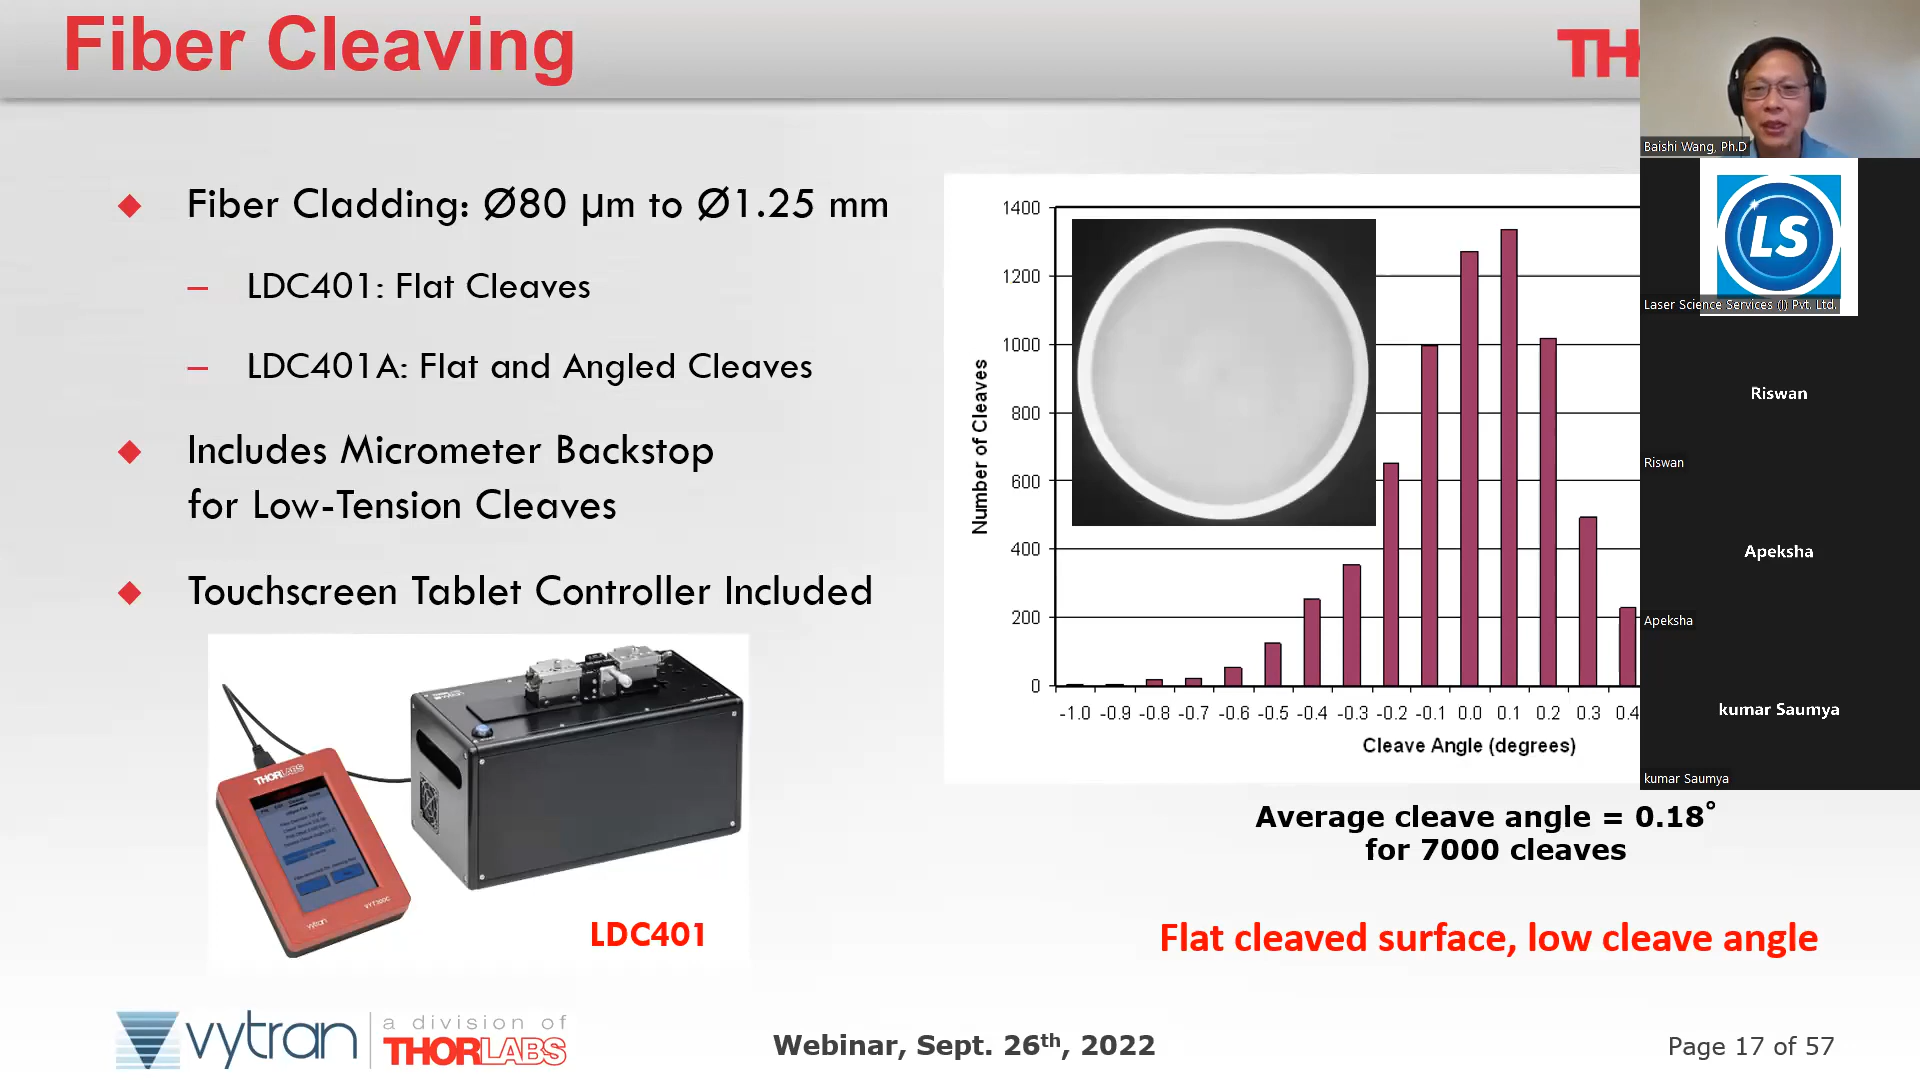 Fiber Cleaving
TH
Baishi Wang, Ph.D
LS
Laser Science Services (I) Pvt. Ltd.
Riswan
Riswan
Apeksha
Apeksha
kumar Saumya
kumar Saumya
Fiber Cladding: Ø80 µm to Ø1.25 mm
– LDC401: Flat Cleaves
– LDC401A: Flat and Angled Cleaves
Includes Micrometer Backstop
for Low-Tension Cleaves
Touchscreen Tablet Controller Included
THORLABS
vytran
LDC401
1400
1200
1000
800
600
400
200
0
Number of Cleaves
-1.0 -0.9 -0.8 -0.7 -0.6 -0.5 -0.4 -0.3 -0.2 -0.1 0.0 0.1 0.2 0.3 0.4
Cleave Angle (degrees)
Average cleave angle = 0.18°
for 7000 cleaves
Flat cleaved surface, low cleave angle
vytran
a division of
THORLABS
Webinar, Sept. 26th, 2022
Page 17 of 57